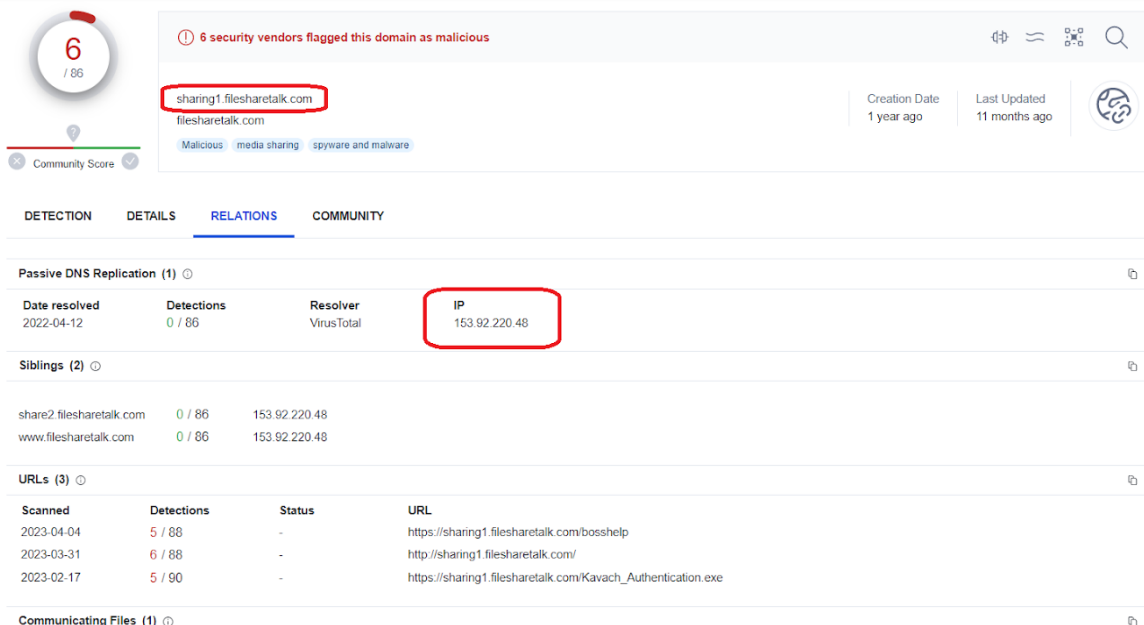 6
/ 86
Community Score
6 security vendors flagged this domain as malicious
sharing1.filesharetalk.com
filesharetalk.com
Malicious media sharing spyware and malware
Creation Date
1 year ago
Last Updated
11 months ago
DETECTION DETAILS RELATIONS COMMUNITY
Passive DNS Replication (1)
Date resolved Detections Resolver IP
2022-04-12 0 / 86 VirusTotal 153.92.220.48
Siblings (2)
share2.filesharetalk.com 0 / 86 153.92.220.48
www.filesharetalk.com 0 / 86 153.92.220.48
URLs (3)
Scanned Detections Status URL
2023-04-04 5 / 88 - https://sharing1.filesharetalk.com/bosshelp
2023-03-31 6 / 88 - http://sharing1.filesharetalk.com/
2023-02-17 5 / 90 - https://sharing1.filesharetalk.com/Kavach_Authentication.exe
Communicating Files (1)